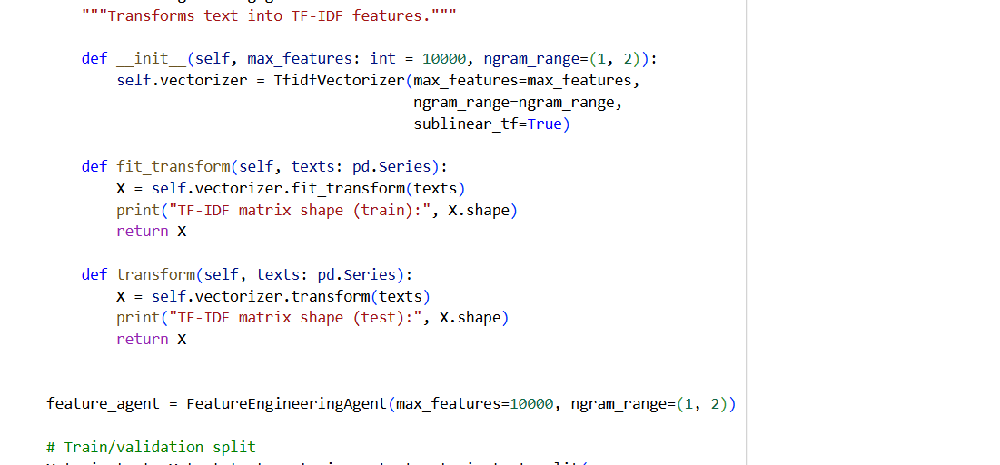 """Transforms text into TF-IDF features."""
def __init__(self, max_features: int = 10000, ngram_range=(1, 2)):
self.vectorizer = TfidfVectorizer(max_features=max_features,
ngram_range=ngram_range,
sublinear_tf=True)
def fit_transform(self, texts: pd.Series):
X = self.vectorizer.fit_transform(texts)
print("TF-IDF matrix shape (train):", X.shape)
return X
def transform(self, texts: pd.Series):
X = self.vectorizer.transform(texts)
print("TF-IDF matrix shape (test):", X.shape)
return X
feature_agent = FeatureEngineeringAgent(max_features=10000, ngram_range=(1, 2))
# Train/validation split